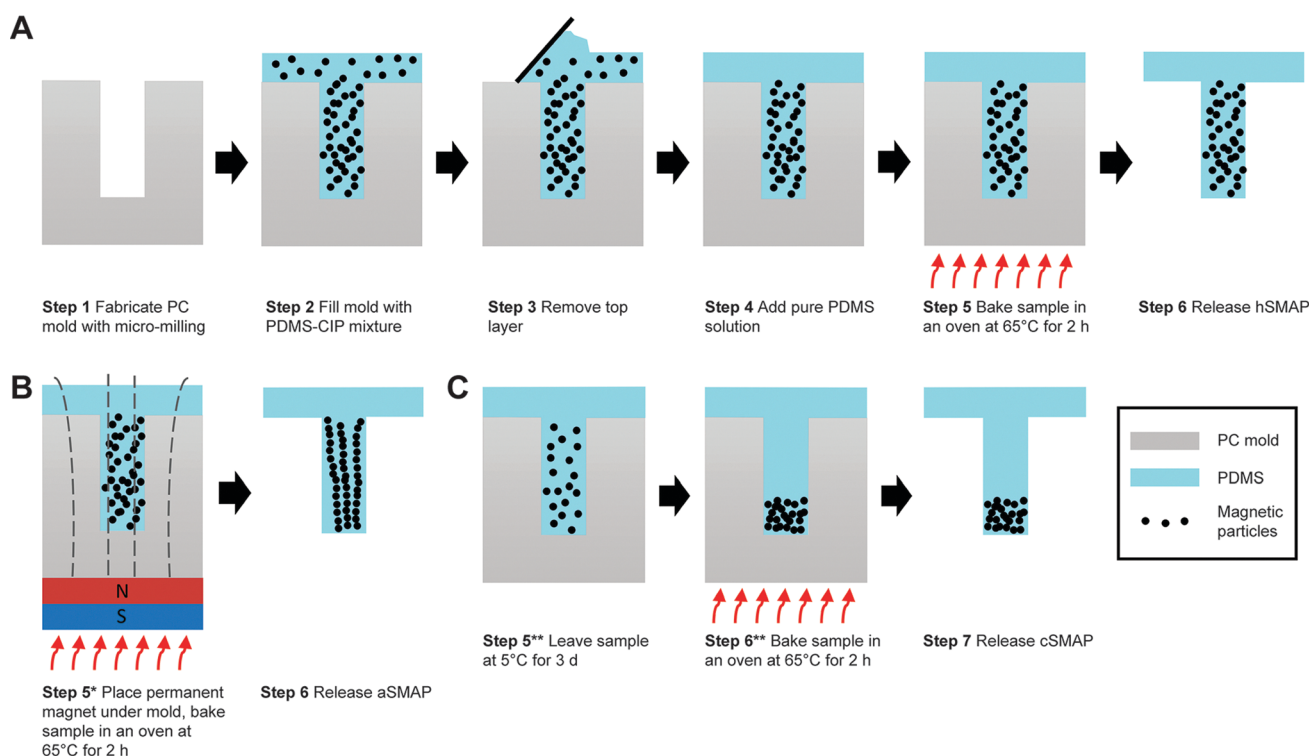 A
Step 1 Fabricate PC
mold with micro-milling
Step 2 Fill mold with
PDMS-CIP mixture
Step 3 Remove top
layer
Step 4 Add pure PDMS
solution
Step 5 Bake sample in
an oven at 65°C for 2 h
Step 6 Release hSMAP
B
N
S
Step 5* Place permanent
magnet under mold, bake
sample in an oven at
65°C for 2 h
Step 6 Release aSMAP
C
Step 5** Leave sample
at 5°C for 3 d
Step 6** Bake sample in
an oven at 65°C for 2 h
Step 7 Release cSMAP
PC mold
PDMS
Magnetic
particles